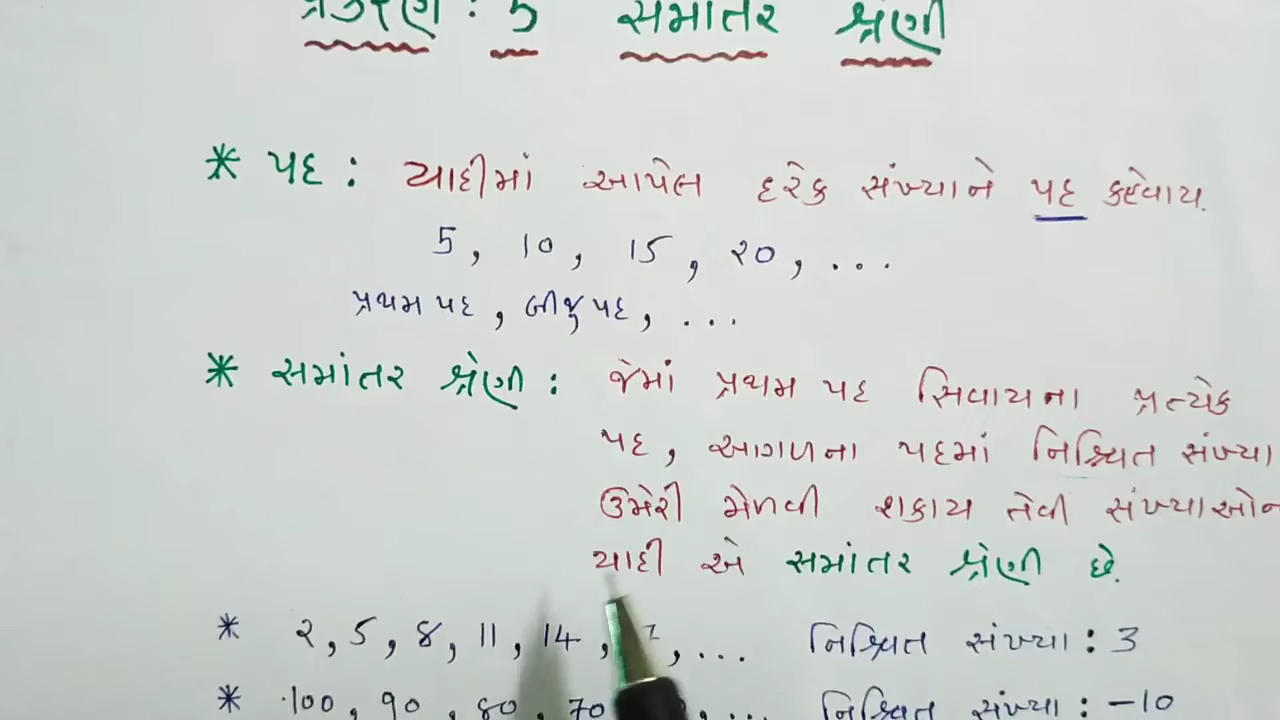 પ્રકરણ : 5 સમાંતર શ્રેણી
* પદ : યાદીમાં આપેલ દરેક સંખ્યાને પદ કહેવાય.
5, 10, 15, 20, ...
પ્રથમ પદ, બીજુ પદ, ...
* સમાંતર શ્રેણી : જેમાં પ્રથમ પદ સિવાયના પ્રત્યેક
પદ, આગળના પદમાં નિશ્ચિત સંખ્યા
ઉમેરી મેળવી શકાય તેવી
યાદી એ સમાંતર શ્રેણી છે.
* 2, 5, 8, 11, 14, ... નિશ્ચિત સંખ્યા : 3
* 100, 90, 80, 70 ... નિશ્ચિત સંખ્યા : -10